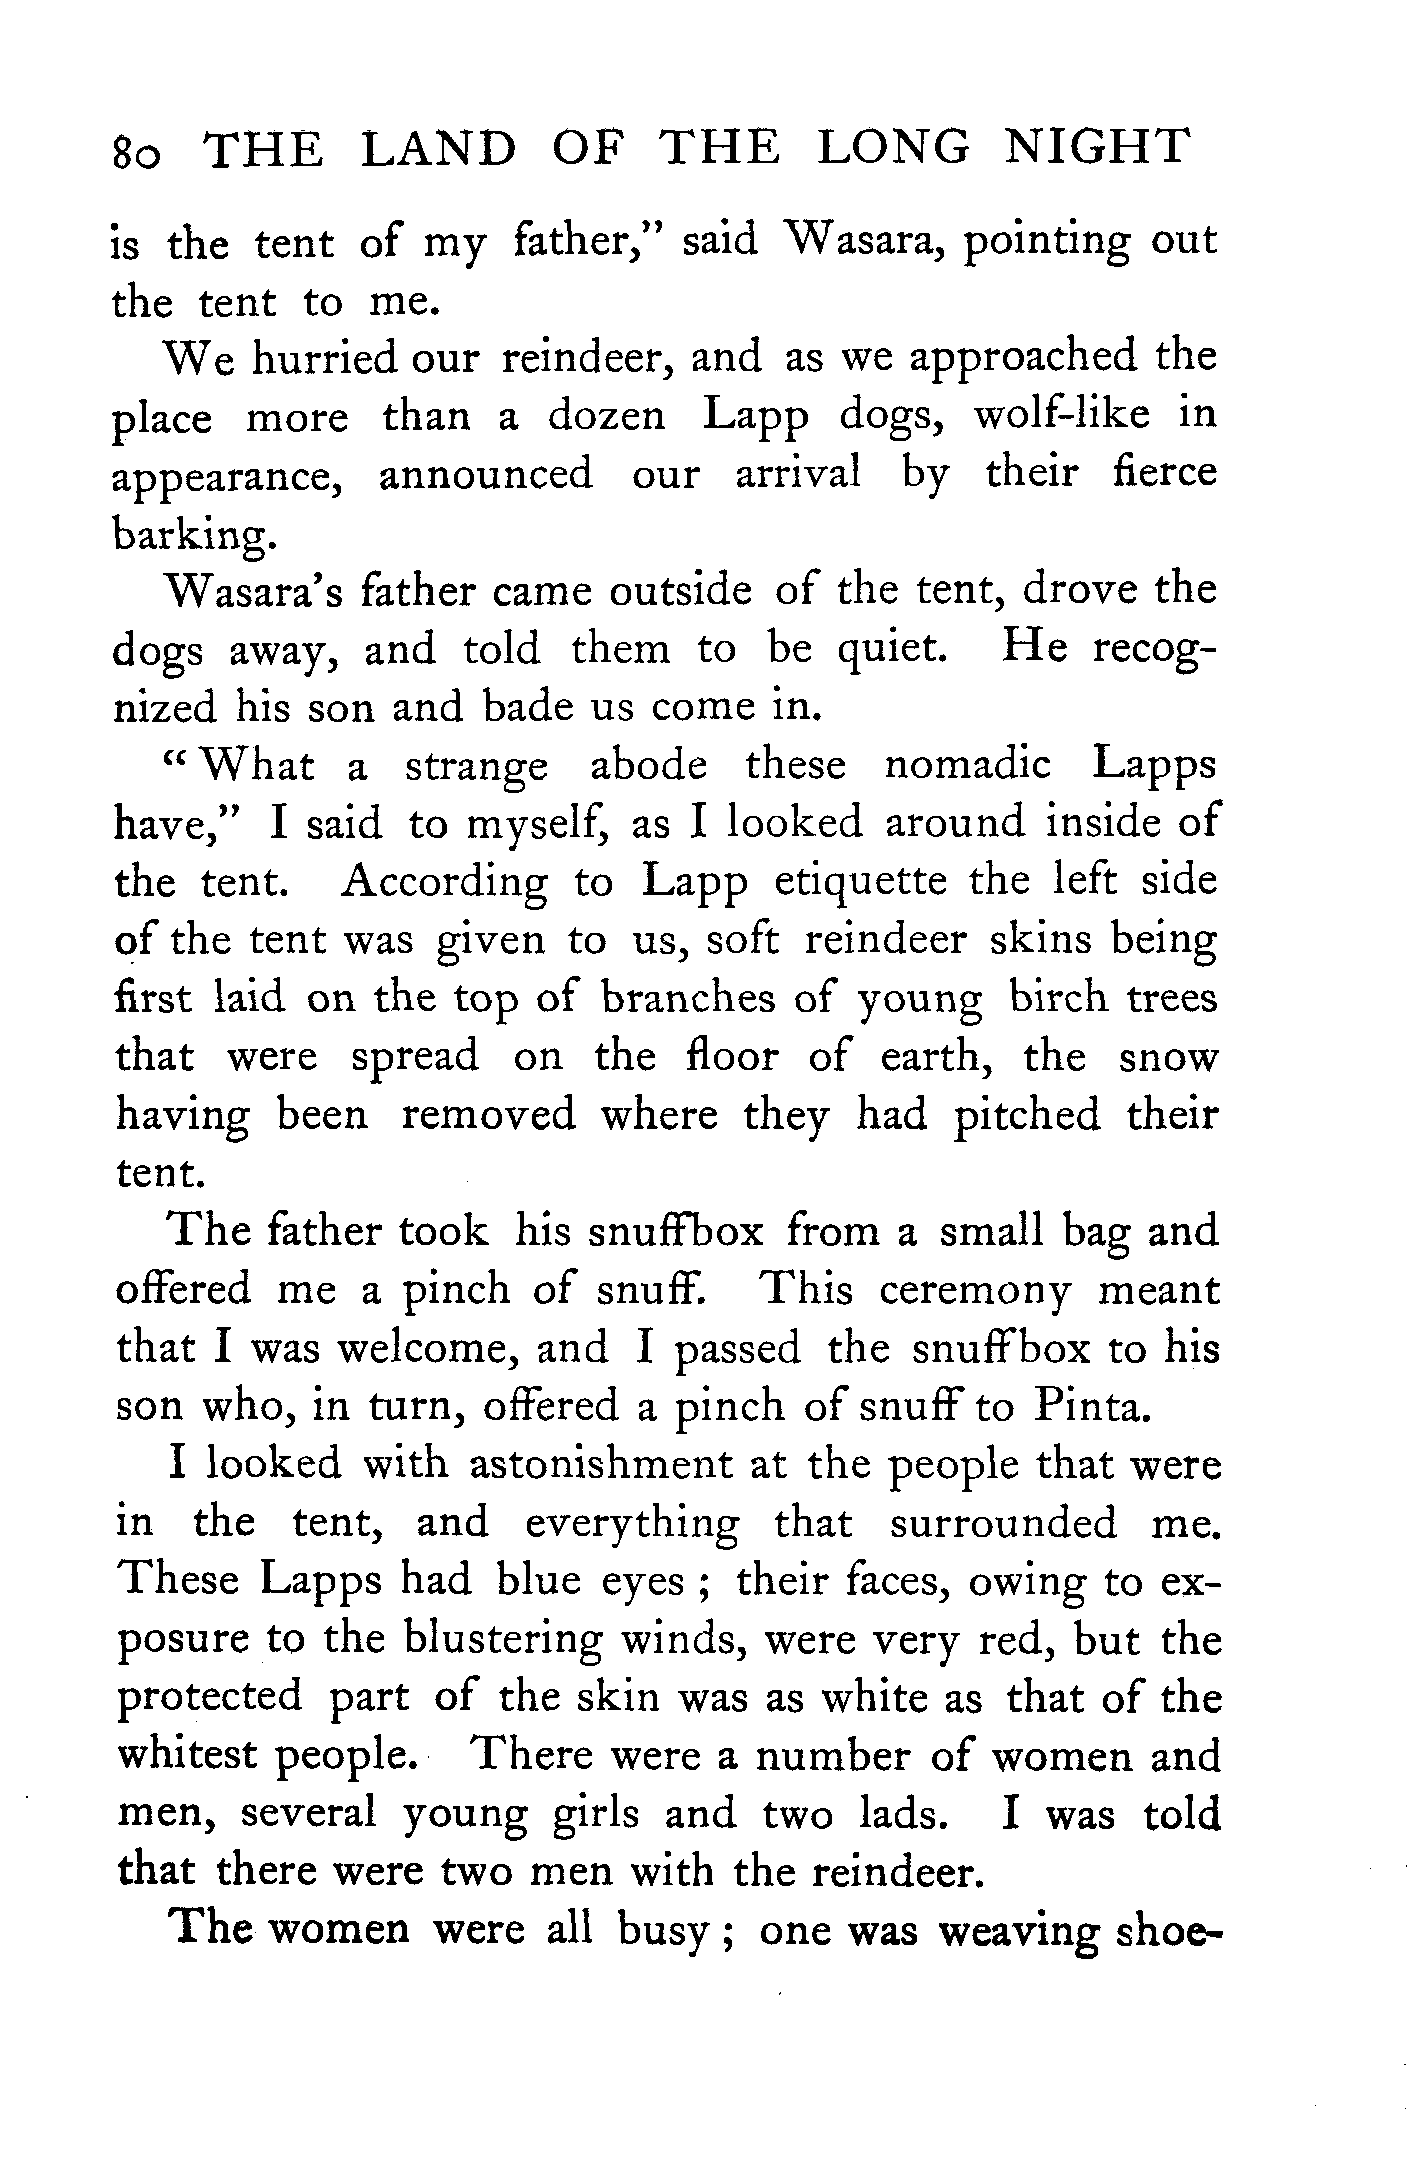 80 THE LAND OF THE LONG NIGHT
is the tent of my father,” said Wasara, pointing out
the tent to me.
We hurried our reindeer, and as we approached the
place more than a dozen Lapp dogs, wolf-like in
appearance, announced our arrival by their fierce
barking.
Wasara’s father came outside of the tent, drove the
dogs away, and told them to be quiet. He recog-
nized his son and bade us come in.
“What a strange abode these nomadic Lapps
have,” I said to myself, as I looked around inside of
the tent. According to Lapp etiquette the left side
of the tent was given to us, soft reindeer skins being
first laid on the top of branches of young birch trees
that were spread on the floor of earth, the snow
having been removed where they had pitched their
tent.
The father took his snuffbox from a small bag and
offered me a pinch of snuff. This ceremony meant
that I was welcome, and I passed the snuffbox to his
son who, in turn, offered a pinch of snuff to Pinta.
I looked with astonishment at the people that were
in the tent, and everything that surrounded me.
These Lapps had blue eyes ; their faces, owing to ex-
posure to the blustering winds, were very red, but the
protected part of the skin was as white as that of the
whitest people. There were a number of women and
men, several young girls and two lads. I was told
that there were two men with the reindeer.
The women were all busy ; one was weaving shoe-